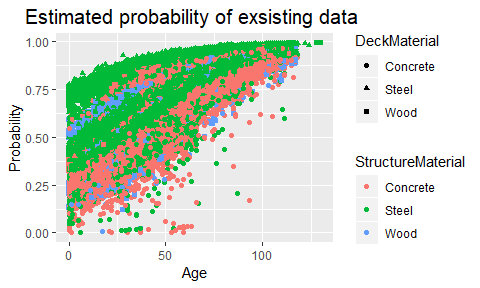 Estimated probability of exsisting data
1.00
0.75
0.50
0.25
0.00
Probability
0
50
100
Age
DeckMaterial
Concrete
Steel
Wood
StructureMaterial
Concrete
Steel
Wood